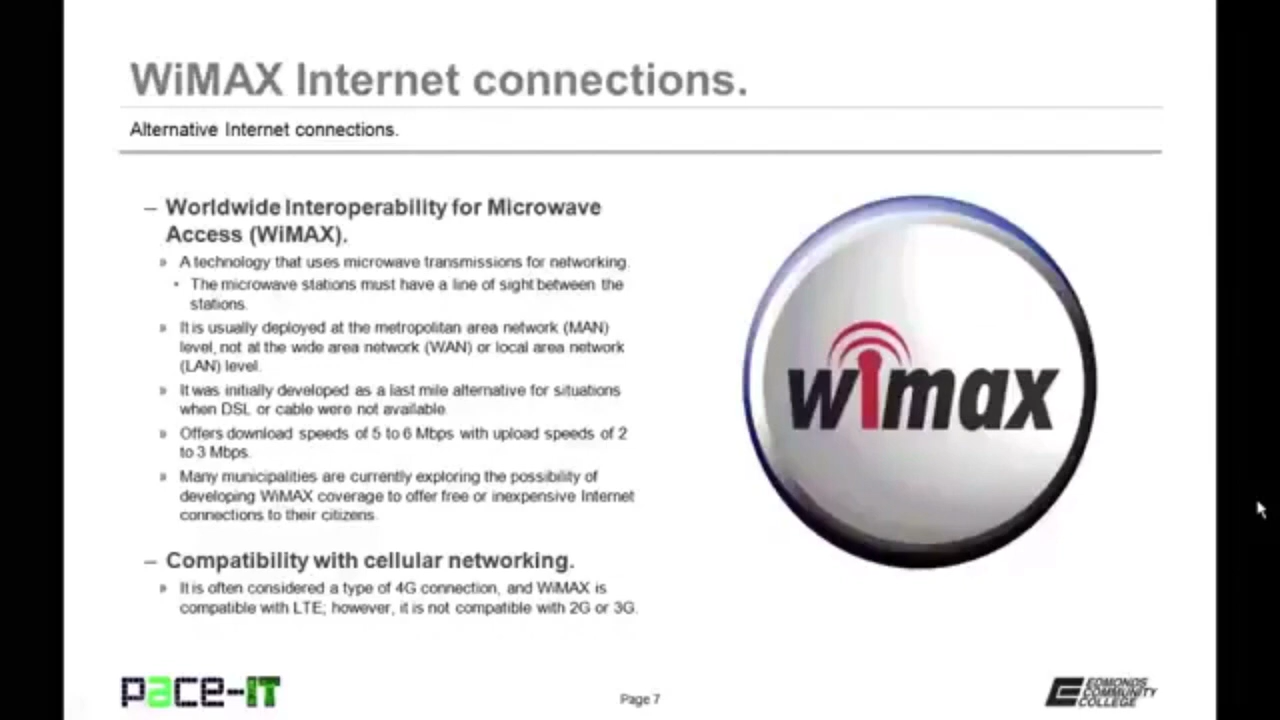 WiMAX Internet connections.
Alternative Internet connections.
– Worldwide Interoperability for Microwave
Access (WiMAX).
» A technology that uses microwave transmissions for networking.
• The microwave stations must have a line of sight between the
stations.
» It is usually deployed at the metropolitan area network (MAN)
level, not at the wide area network (WAN) or local area network
(LAN) level.
» It was initially developed as a last mile alternative for situations
when DSL or cable were not available.
» Offers download speeds of 5 to 6 Mbps with upload speeds of 2
to 3 Mbps.
» Many municipalities are currently exploring the possibility of
developing WiMAX coverage to offer free or inexpensive Internet
connections to their citizens.
– Compatibility with cellular networking.
» It is often considered a type of 4G connection, and WiMAX is
compatible with LTE; however, it is not compatible with 2G or 3G.
wimax
pace-IT
Page 7
EDMONDS
COMMUNITY
COLLEGE